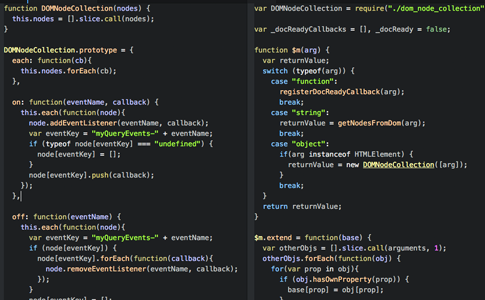 function DOMNodeCollection(nodes) {
  this.nodes = [].slice.call(nodes);
}

DOMNodeCollection.prototype = {
  each: function(cb){
    this.nodes.forEach(cb);
  },

  on: function(eventName, callback) {
    this.each(function(node){
      node.addEventListener(eventName, callback);
      var eventKey = "myQueryEvents-" + eventName;
      if (typeof node[eventKey] === "undefined") {
        node[eventKey] = [];
      }
      node[eventKey].push(callback);
    });
  },

  off: function(eventName) {
    this.each(function(node){
      var eventKey = "myQueryEvents-" + eventName;
      if (node[eventKey]) {
        node[eventKey].forEach(function(callback){
          node.removeEventListener(eventName, callback);
        });
      }
      node[eventKey] = [];
var DOMNodeCollection = require("./dom_node_collection"

var _docReadyCallbacks = [], _docReady = false;

function $m(arg) {
  var returnValue;
  switch (typeof(arg)) {
    case "function":
      registerDocReadyCallback(arg);
      break;
    case "string":
      returnValue = getNodesFromDom(arg);
      break;
    case "object":
      if(arg instanceof HTMLElement) {
        returnValue = new DOMNodeCollection([arg]);
      }
      break;
  }
  return returnValue;
}

$m.extend = function(base) {
  var otherObjs = [].slice.call(arguments, 1);
  otherObjs.forEach(function(obj) {
    for(var prop in obj){
      if (obj.hasOwnProperty(prop)) {
        base[prop] = obj[prop];
      }